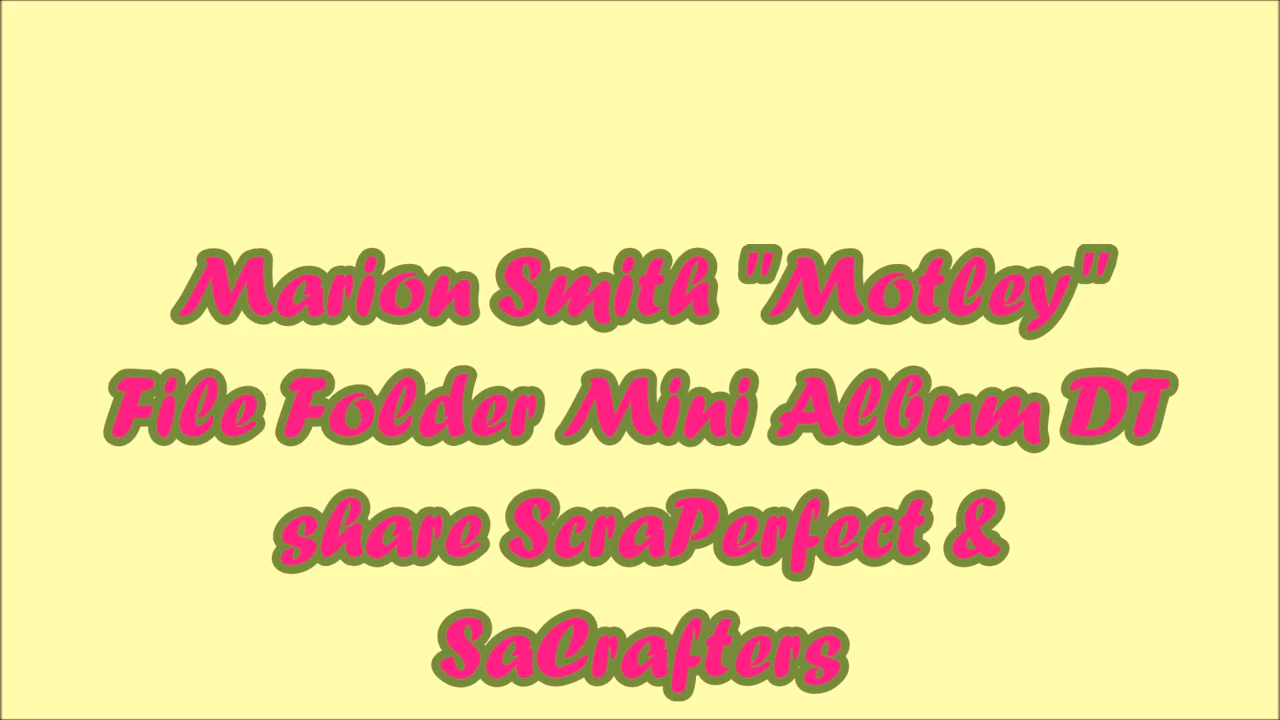 Marion Smith "Motley"
File Folder Mini Album DT
share ScraPerfect &
SaCrafters